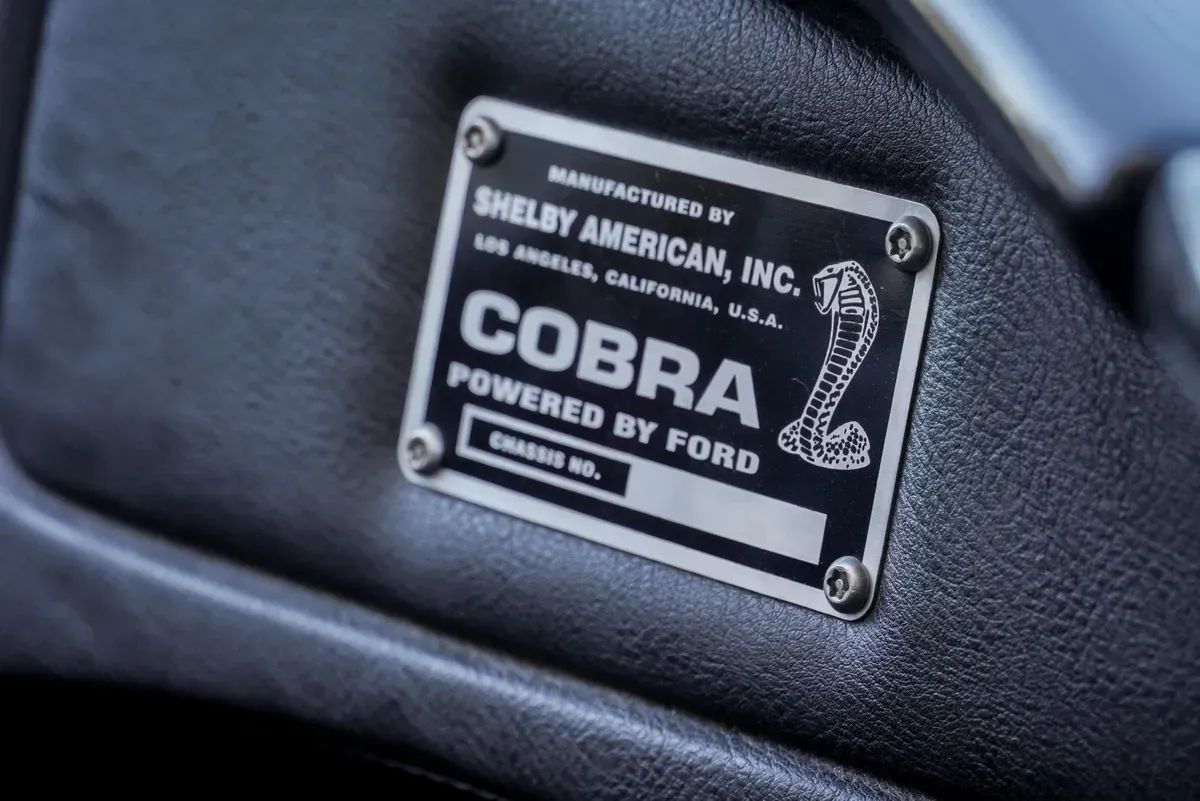 MANUFACTURED BY
SHELBY AMERICAN, INC.
LOS ANGELES, CALIFORNIA, U.S.A.
COBRA
POWERED BY FORD
CHASSIS NO.